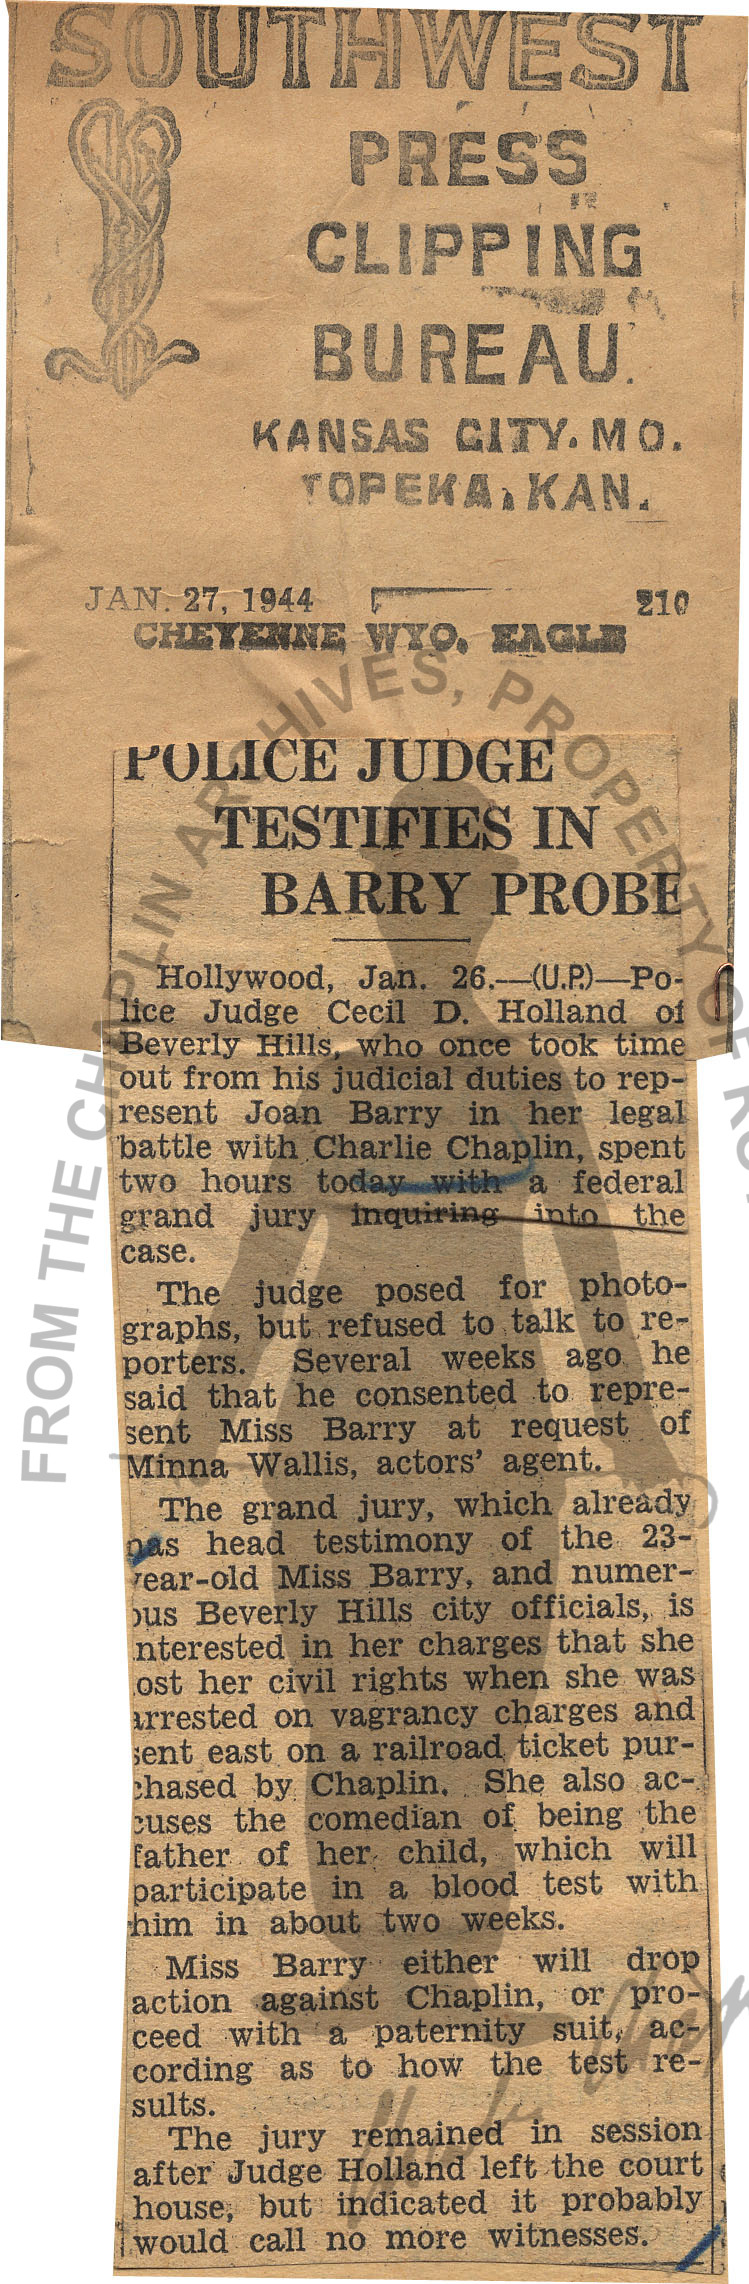 SOUTHWEST
PRESS
CLIPPING
BUREAU.
KANSAS CITY. MO.
TOPEKA, KAN.
JAN. 27, 1944 210
CHEYENNE, WYO. EAGLE
POLICE JUDGE
TESTIFIES IN
BARRY PROBE
Hollywood, Jan. 26.—(U.P.)—Po-
lice Judge Cecil D. Holland of
Beverly Hills, who once took time
out from his judicial duties to rep-
resent Joan Barry in her legal
battle with Charlie Chaplin, spent
two hours today with a federal
grand jury inquiring into the
case.
The judge posed for photo-
graphs, but refused to talk to re-
porters. Several weeks ago he
said that he consented to repre-
sent Miss Barry at request of
Minna Wallis, actors' agent.
The grand jury, which already
has head testimony of the 23-
year-old Miss Barry, and numer-
ous Beverly Hills city officials, is
interested in her charges that she
lost her civil rights when she was
arrested on vagrancy charges and
sent east on a railroad ticket pur-
chased by Chaplin. She also ac-
cuses the comedian of being the
father of her child, which will
participate in a blood test with
him in about two weeks.
Miss Barry either will drop
action against Chaplin, or pro-
ceed with a paternity suit, ac-
cording as to how the test re-
sults.
The jury remained in session
after Judge Holland left the court
house, but indicated it probably
would call no more witnesses.
FROM THE CHAPLIN ARCHIVES, PROPERTY OF